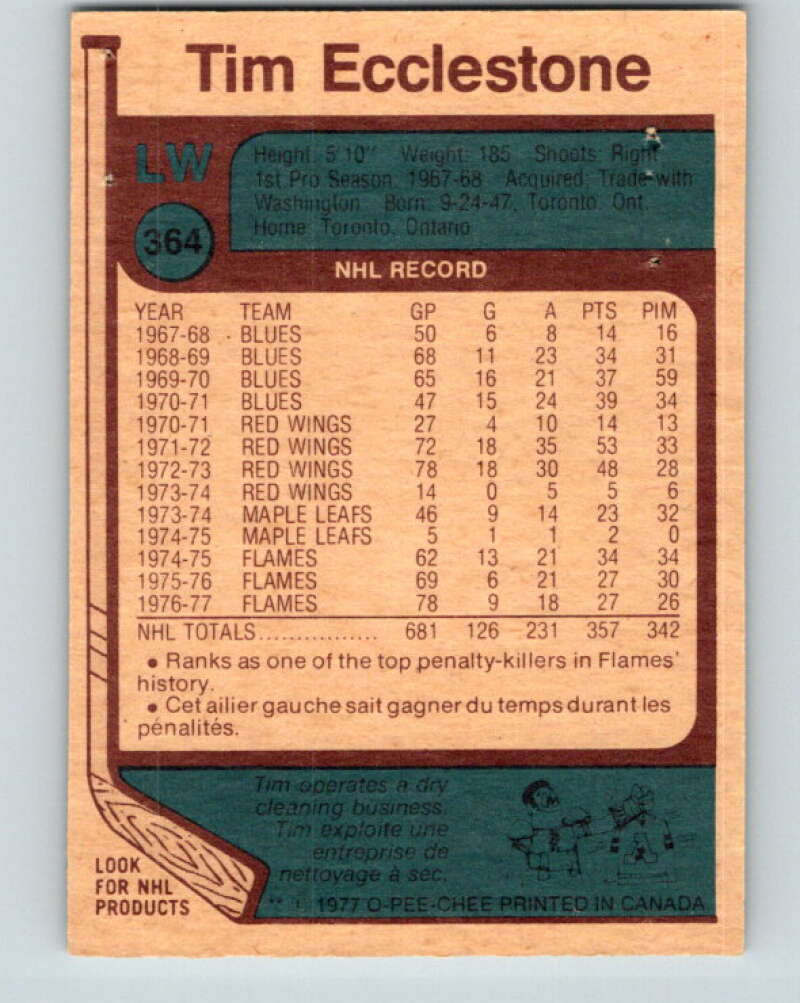 Tim Ecclestone
LW
364
Height: 5'10" Weight: 185 Shoots: Right
1st Pro Season: 1967-68 Acquired: Trade with
Washington Born: 9-24-47, Toronto, Ont.
Home: Toronto, Ontario
NHL RECORD
YEAR TEAM GP G A PTS PIM
1967-68 BLUES 50 6 8 14 16
1968-69 BLUES 68 11 23 34 31
1969-70 BLUES 65 16 21 37 59
1970-71 BLUES 47 15 24 39 34
1970-71 RED WINGS 27 4 10 14 13
1971-72 RED WINGS 72 18 35 53 33
1972-73 RED WINGS 78 18 30 48 28
1973-74 RED WINGS 14 0 5 5 6
1973-74 MAPLE LEAFS 46 9 14 23 32
1974-75 MAPLE LEAFS 5 1 1 2 0
1974-75 FLAMES 62 13 21 34 34
1975-76 FLAMES 69 6 21 27 30
1976-77 FLAMES 78 9 18 27 26
NHL TOTALS................ 681 126 231 357 342
• Ranks as one of the top penalty-killers in Flames'
history.
• Cet ailier gauche sait gagner du temps durant les
pénalités.
Tim operates a dry
cleaning business.
Tim exploite une
entreprise de
nettoyage à sec.
LOOK
FOR NHL
PRODUCTS
** 1977 O-PEE-CHEE PRINTED IN CANADA